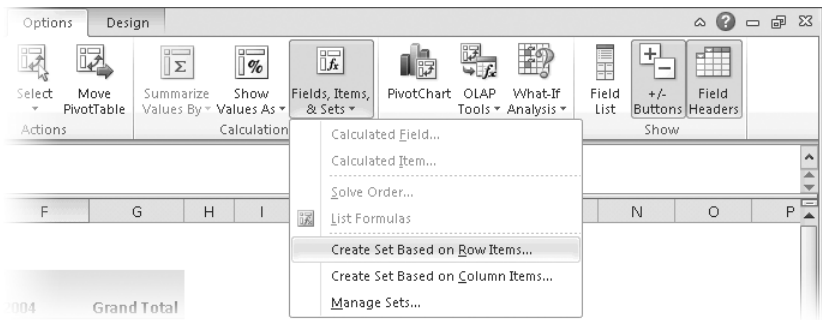 Options Design
Select Move PivotTable Summarize Values By Show Values As Fields, Items, & Sets PivotChart OLAP Tools What-If Analysis Field List +/- Buttons Field Headers
Actions Calculation Show
Calculated Field...
Calculated Item...
Solve Order...
List Formulas
F G H I N O P
Create Set Based on Row Items...
Create Set Based on Column Items...
Manage Sets...
2004 Grand Total